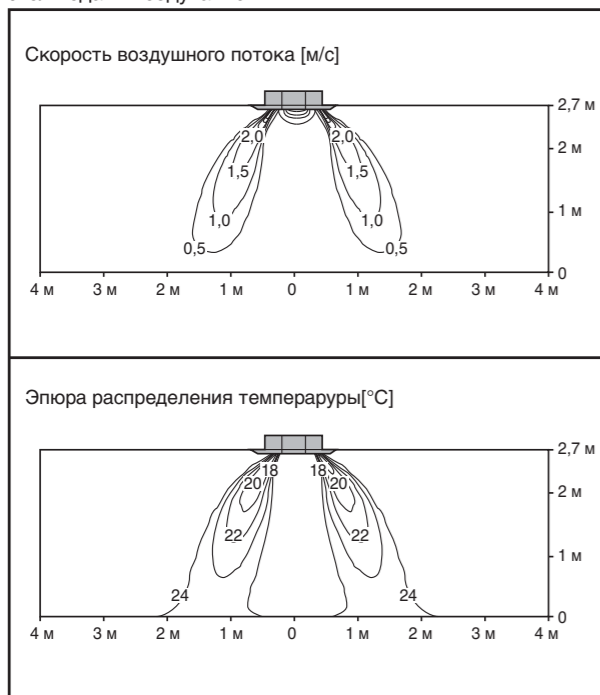 Скорость воздушного потока [м/с]
2,7 м
2,0 2,0
2 м
1,5 1,5
1,0 1,0
1 м
0,5 0,5
0
4 м 3 м 2 м 1 м 0 1 м 2 м 3 м 4 м
Эпюра распределения темперaруры[°C]
2,7 м
18 18
20 20
2 м
22 22
1 м
24 24
0
4 м 3 м 2 м 1 м 0 1 м 2 м 3 м 4 м